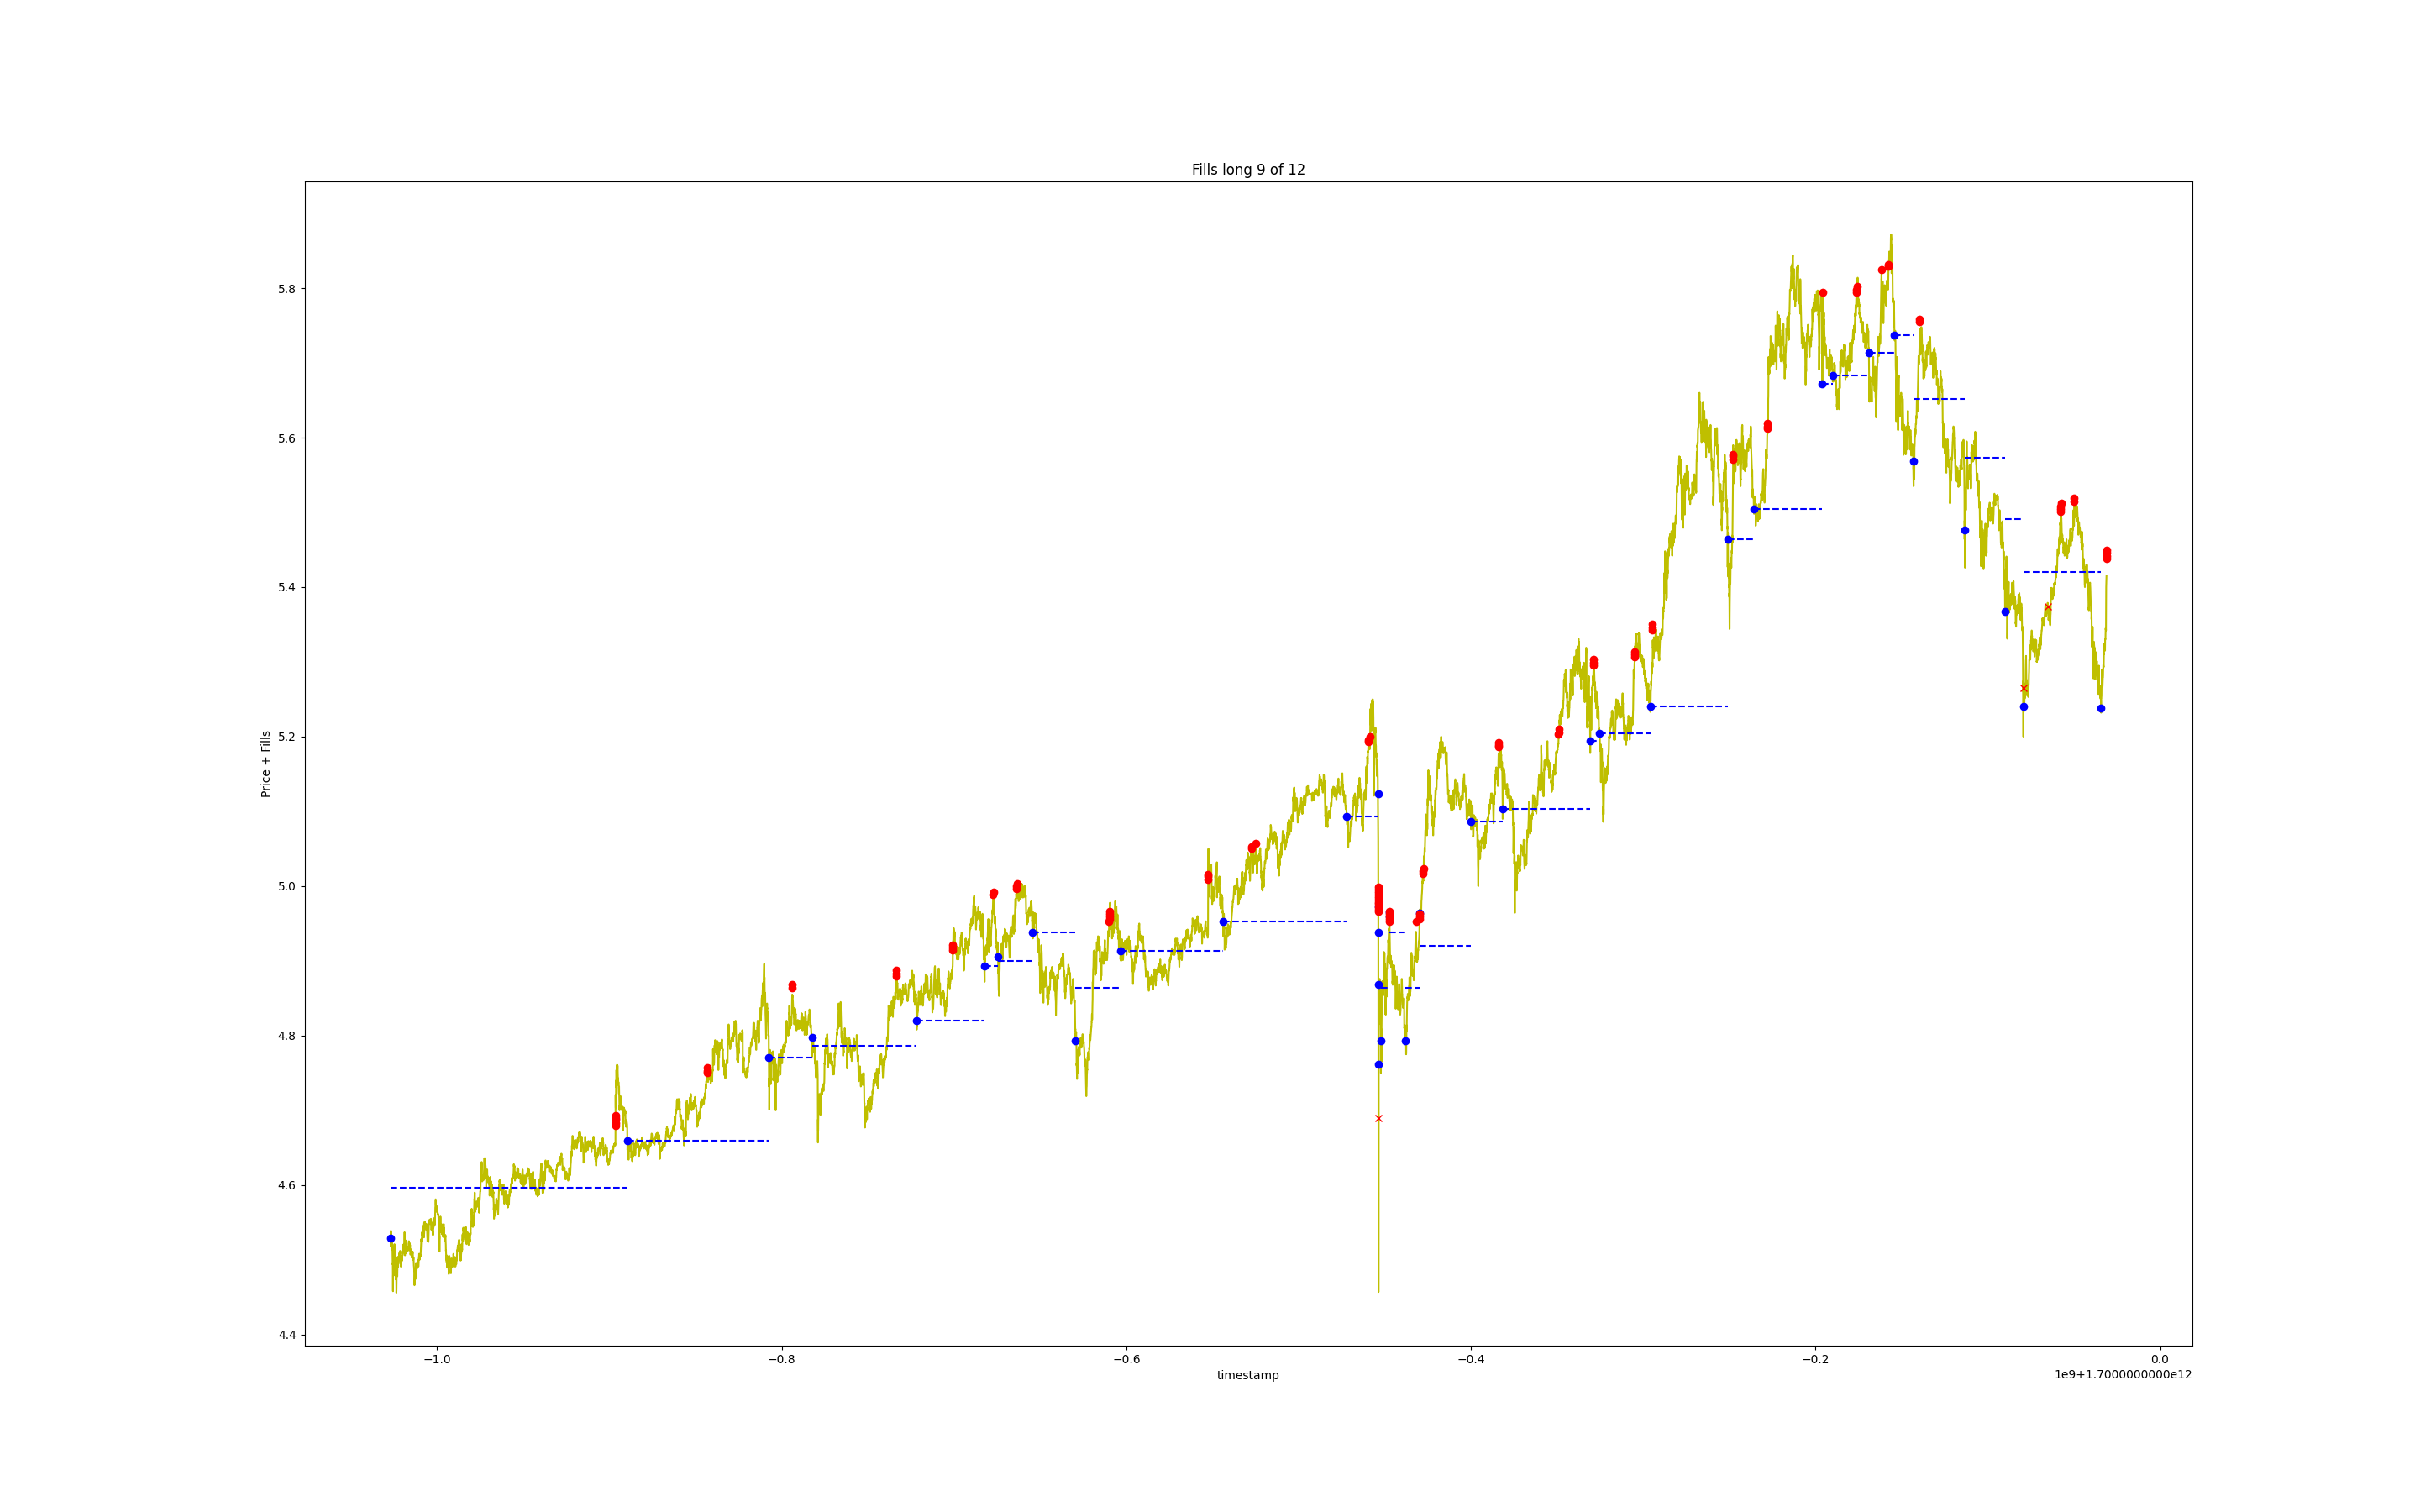 Fills long 9 of 12
Price + Fills
5.8
5.6
5.4
5.2
5.0
4.8
4.6
4.4
−1.0 −0.8 −0.6 −0.4 −0.2 0.0
timestamp
1e9+1.7000000000e12